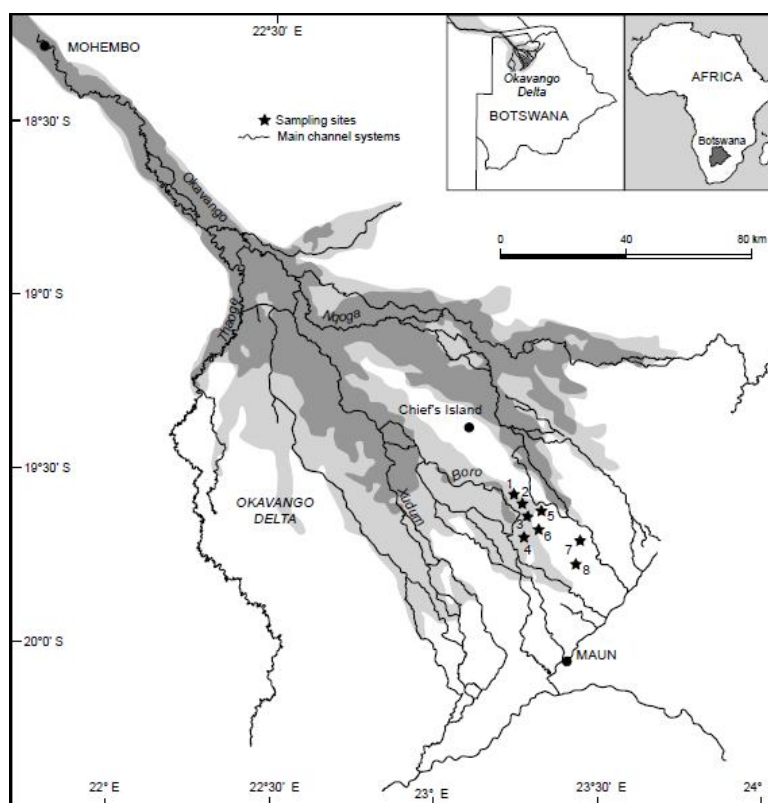 22°30' E
MOHEMBO
18°30' S
Sampling sites
Main channel systems
Okavango
Delta
BOTSWANA
AFRICA
Botswana
Okavango
0 40 80 km
19°0' S
Nqoga
Thaoge
Chief's Island
19°30' S
Boro
Xudum
OKAVANGO
DELTA
1
2
3
4
5
6
7
8
20°0' S
MAUN
22° E
22°30' E
23° E
23°30' E
24°